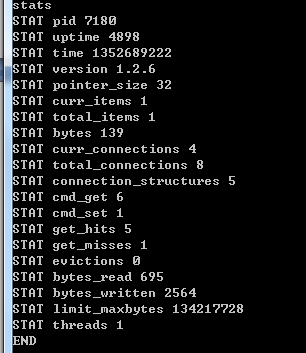 stats
STAT pid 7180
STAT uptime 4898
STAT time 1352689222
STAT version 1.2.6
STAT pointer_size 32
STAT curr_items 1
STAT total_items 1
STAT bytes 139
STAT curr_connections 4
STAT total_connections 8
STAT connection_structures 5
STAT cmd_get 6
STAT cmd_set 1
STAT get_hits 5
STAT get_misses 1
STAT evictions 0
STAT bytes_read 695
STAT bytes_written 2564
STAT limit_maxbytes 134217728
STAT threads 1
END